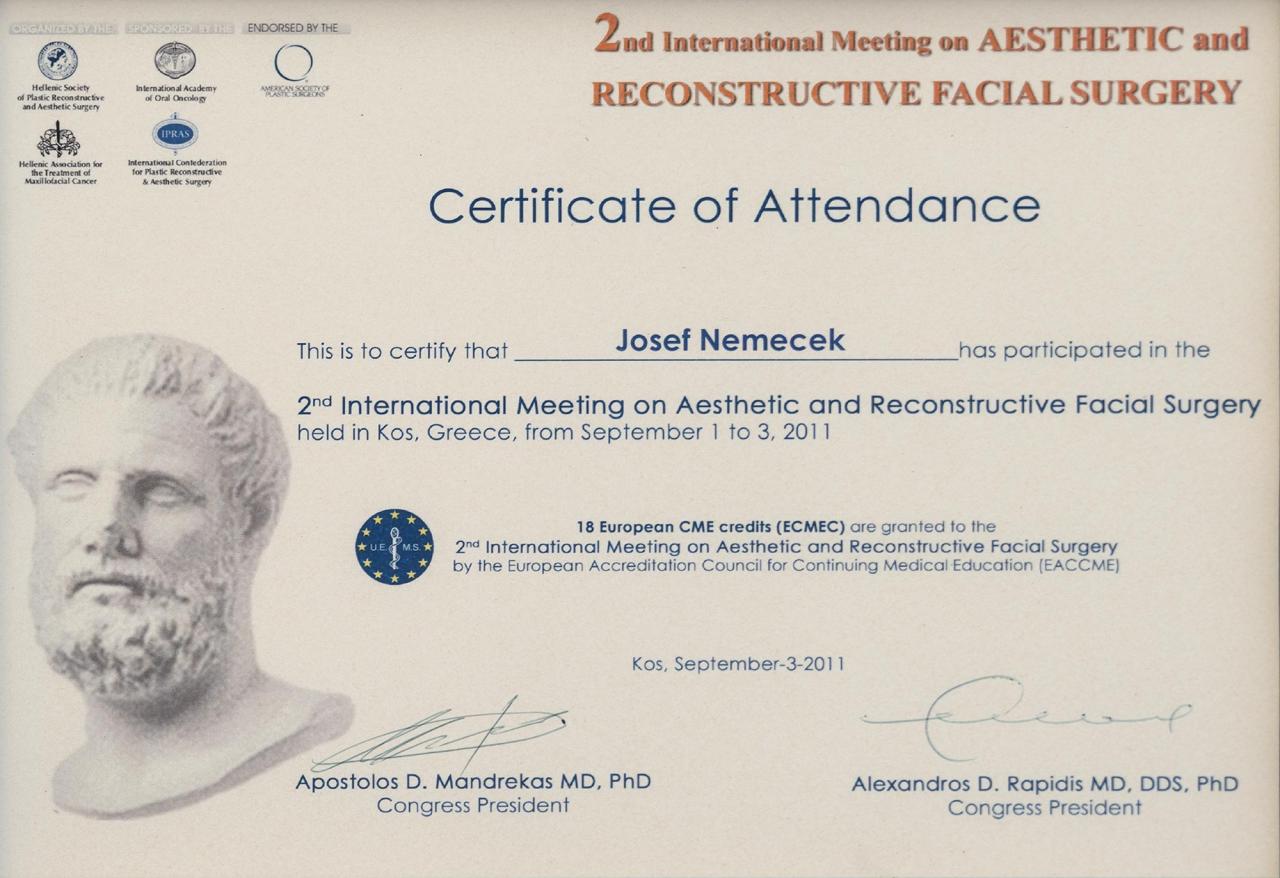 ORGANIZED BY THE
Hellenic Society
of Plastic Reconstructive
and Aesthetic Surgery
Hellenic Association for
the Treatment of
Maxillofacial Cancer
SPONSORED BY THE
International Academy
of Oral Oncology
IPRAS
International Confederation
for Plastic Reconstructive
& Aesthetic Surgery
ENDORSED BY THE
AMERICAN SOCIETY OF
PLASTIC SURGEONS
2nd International Meeting on AESTHETIC and
RECONSTRUCTIVE FACIAL SURGERY
Certificate of Attendance
This is to certify that Josef Nemecek has participated in the
2nd International Meeting on Aesthetic and Reconstructive Facial Surgery
held in Kos, Greece, from September 1 to 3, 2011
U.E. M.S.
18 European CME credits (ECMEC) are granted to the
2nd International Meeting on Aesthetic and Reconstructive Facial Surgery
by the European Accreditation Council for Continuing Medical Education (EACCME)
Kos, September-3-2011
Apostolos D. Mandrekas MD, PhD
Congress President
Alexandros D. Rapidis MD, DDS, PhD
Congress President